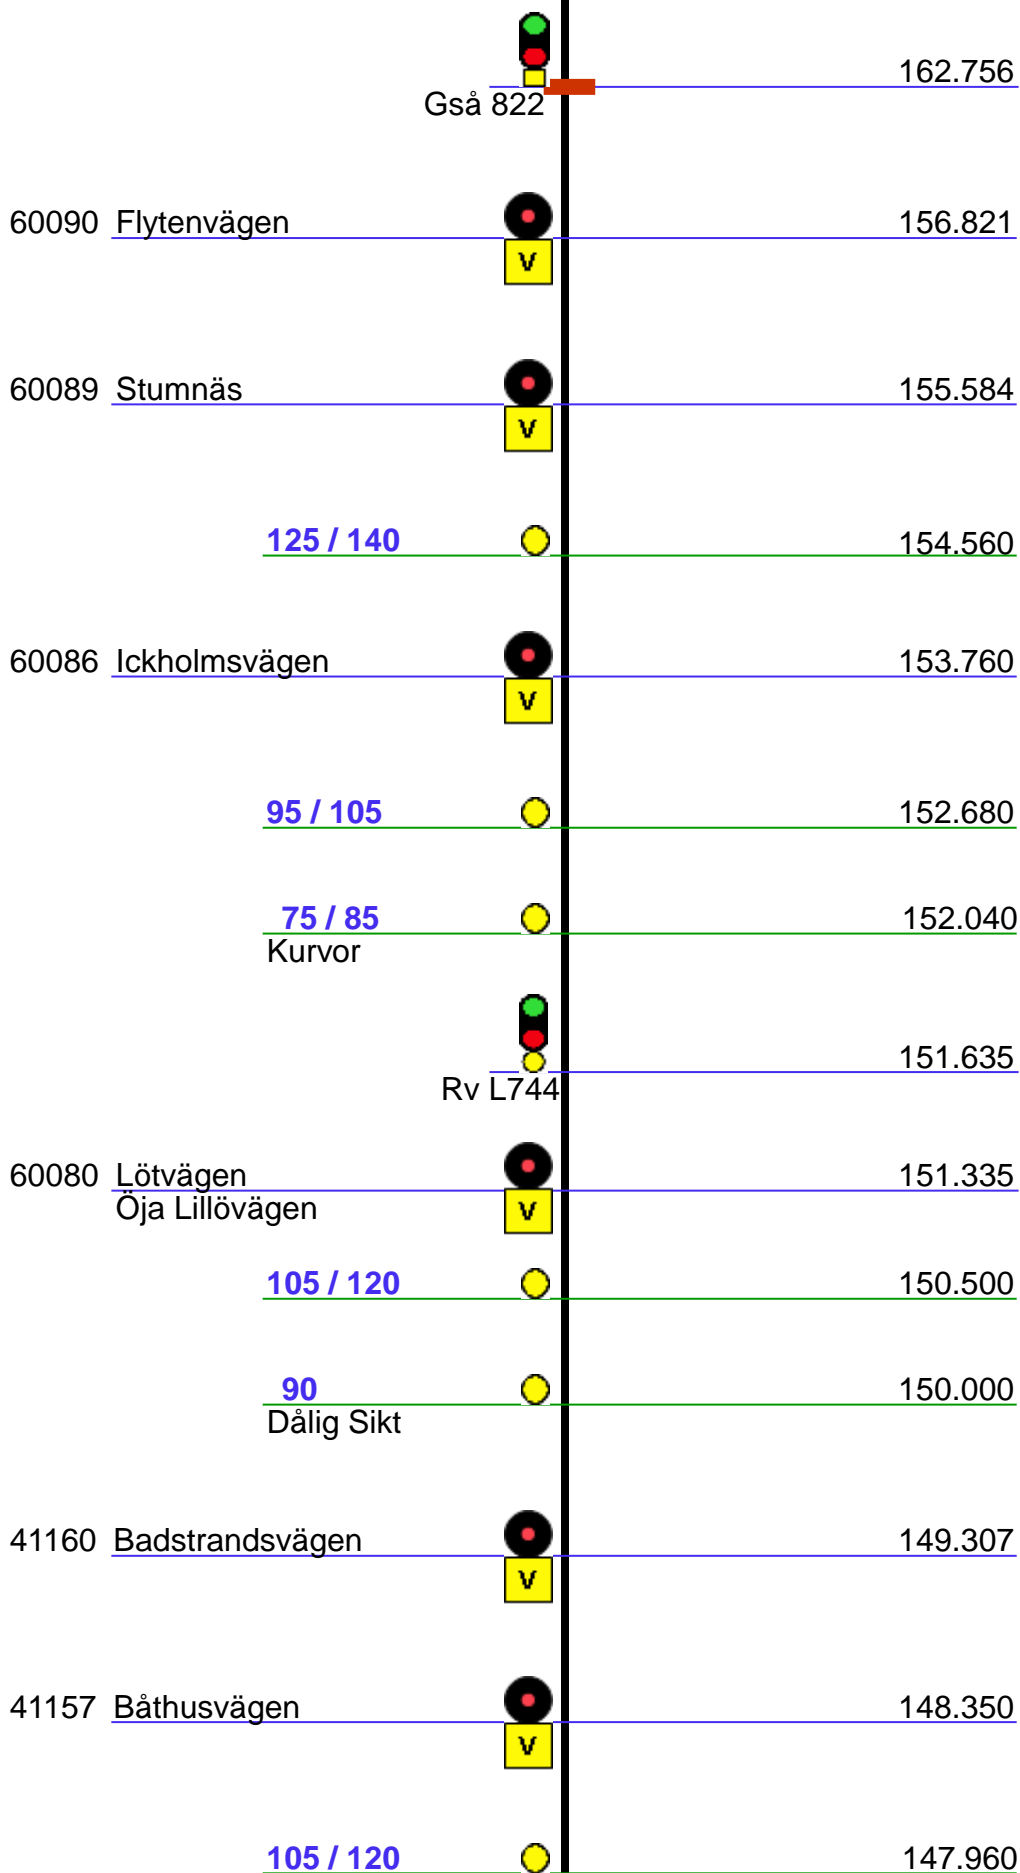 162.756
Gså 822
60090 Flytenvägen 156.821
V
60089 Stumnäs 155.584
V
125 / 140 154.560
60086 Ickholmsvägen 153.760
V
95 / 105 152.680
75 / 85 152.040
Kurvor
151.635
Rv L744
60080 Lötvägen 151.335
Öja Lillövägen
V
105 / 120 150.500
90 150.000
Dålig Sikt
41160 Badstrandsvägen 149.307
V
41157 Båthusvägen 148.350
V
105 / 120 147.960